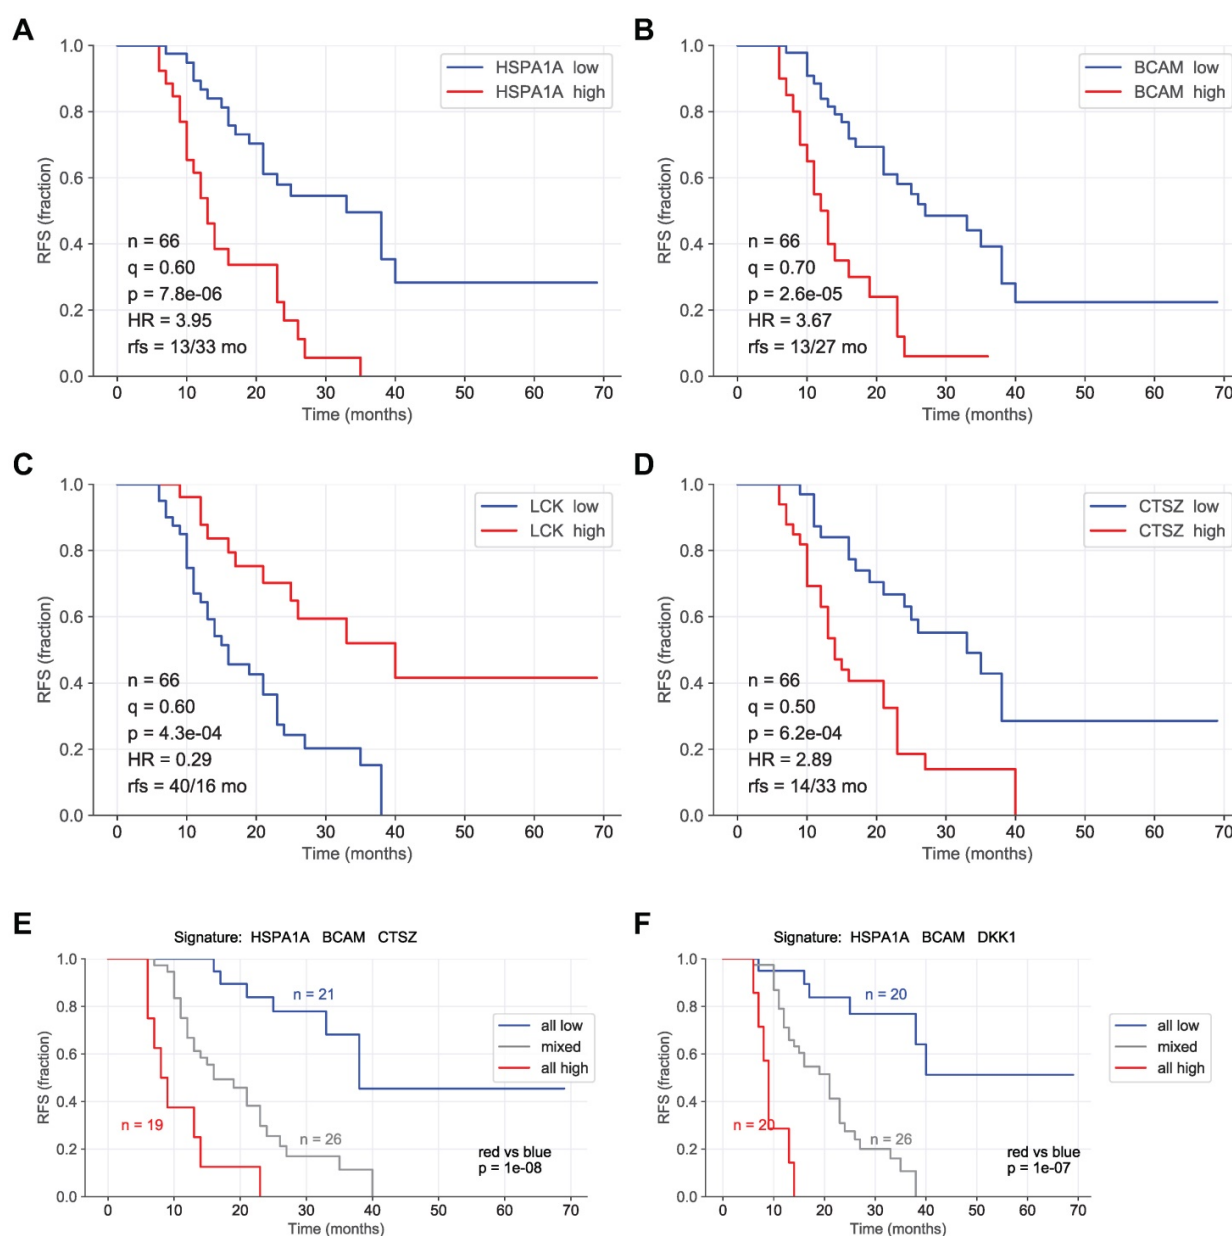 A
1.0
0.8
0.6
0.4
0.2
0.0
RFS (fraction)
HSPA1A low
HSPA1A high
n = 66
q = 0.60
p = 7.8e-06
HR = 3.95
rfs = 13/33 mo
0 10 20 30 40 50 60 70
Time (months)
B
1.0
0.8
0.6
0.4
0.2
0.0
RFS (fraction)
BCAM low
BCAM high
n = 66
q = 0.70
p = 2.6e-05
HR = 3.67
rfs = 13/27 mo
0 10 20 30 40 50 60 70
Time (months)
C
1.0
0.8
0.6
0.4
0.2
0.0
RFS (fraction)
LCK low
LCK high
n = 66
q = 0.60
p = 4.3e-04
HR = 0.29
rfs = 40/16 mo
0 10 20 30 40 50 60 70
Time (months)
D
1.0
0.8
0.6
0.4
0.2
0.0
RFS (fraction)
CTSZ low
CTSZ high
n = 66
q = 0.50
p = 6.2e-04
HR = 2.89
rfs = 14/33 mo
0 10 20 30 40 50 60 70
Time (months)
E
Signature: HSPA1A BCAM CTSZ
1.0
0.8
0.6
0.4
0.2
0.0
RFS (fraction)
n = 21
all low
mixed
all high
n = 19
n = 26
red vs blue
p = 1e-08
0 10 20 30 40 50 60 70
Time (months)
F
Signature: HSPA1A BCAM DKK1
1.0
0.8
0.6
0.4
0.2
0.0
RFS (fraction)
n = 20
all low
mixed
all high
n = 20
n = 26
red vs blue
p = 1e-07
0 10 20 30 40 50 60 70
Time (months)